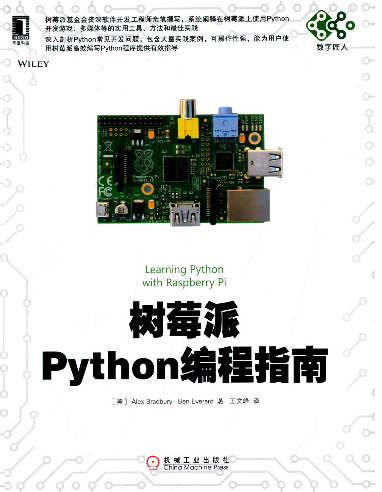 树莓派基金会资深软件开发工程师亲笔撰写，系统阐释在树莓派上使用Python
开发游戏、多媒体等的实用工具、方法和最佳实践
深入剖析Python常见开发问题，包含大量实践案例，可操作性强，能为用户使
用树莓派高效编写Python程序提供有效指导
数字匠人
WILEY
Raspberry Pi
Learning Python
with Raspberry Pi
树莓派
Python编程指南
[美] Alex Bradbury Ben Everard 著 王文峰 译
机械工业出版社
China Machine Press